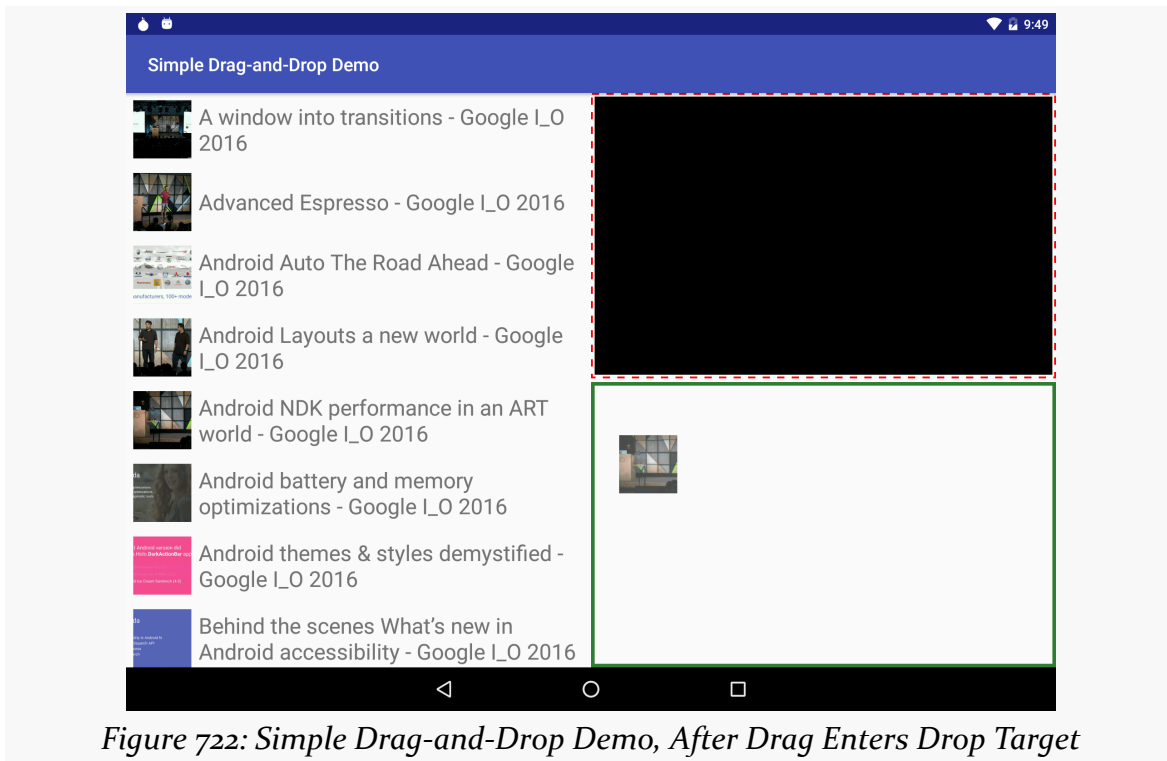 9:49
Simple Drag-and-Drop Demo
A window into transitions - Google I_O
2016
Advanced Espresso - Google I_O 2016
Android Auto The Road Ahead - Google
I_O 2016
anufacturers, 100+ mode
Android Layouts a new world - Google
I_O 2016
Android NDK performance in an ART
world - Google I_O 2016
Android battery and memory
optimizations - Google I_O 2016
Android themes & styles demystified -
Google I_O 2016
Behind the scenes What’s new in
Android accessibility - Google I_O 2016
Figure 722: Simple Drag-and-Drop Demo, After Drag Enters Drop Target